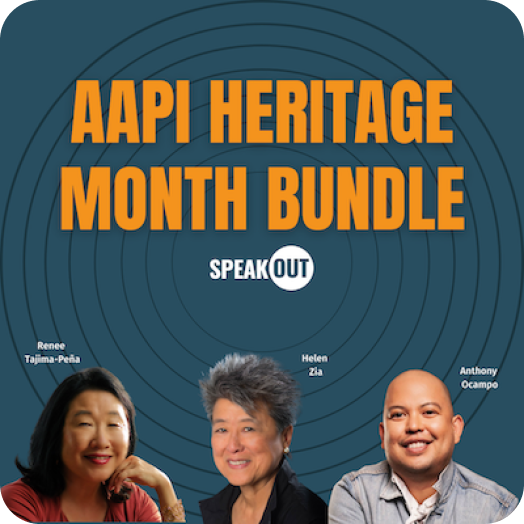 AAPI HERITAGE
MONTH BUNDLE
SPEAKOUT
Renee
Tajima-Peña
Helen
Zia
Anthony
Ocampo